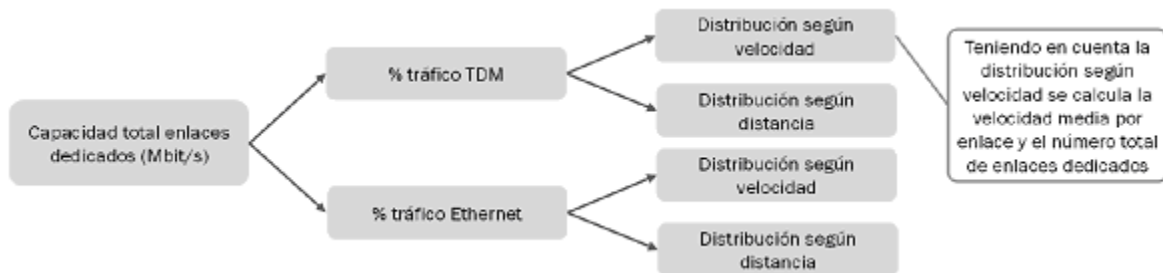 Capacidad total enlaces
dedicados (Mbit/s)
% tráfico TDM
% tráfico Ethernet
Distribución según
velocidad
Distribución según
distancia
Distribución según
velocidad
Distribución según
distancia
Teniendo en cuenta la
distribución según
velocidad se calcula la
velocidad media por
enlace y el número total
de enlaces dedicados